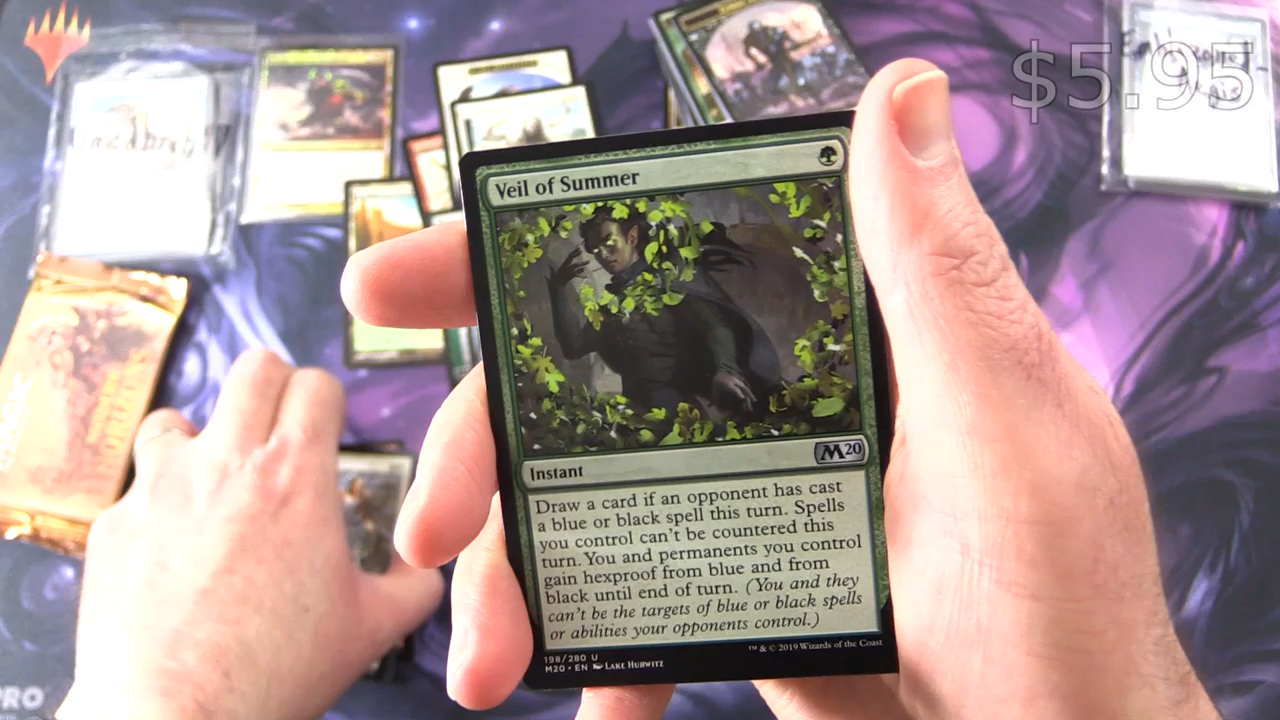 $5.95
Veil of Summer
Instant
M20
Draw a card if an opponent has cast
a blue or black spell this turn. Spells
you control can't be countered this
turn. You and permanents you control
gain hexproof from blue and from
black until end of turn. (You and they
can't be the targets of blue or black spells
or abilities your opponents control.)
198/280 U
M20 • EN LAKE HURWITZ
™ & © 2019 Wizards of the Coast